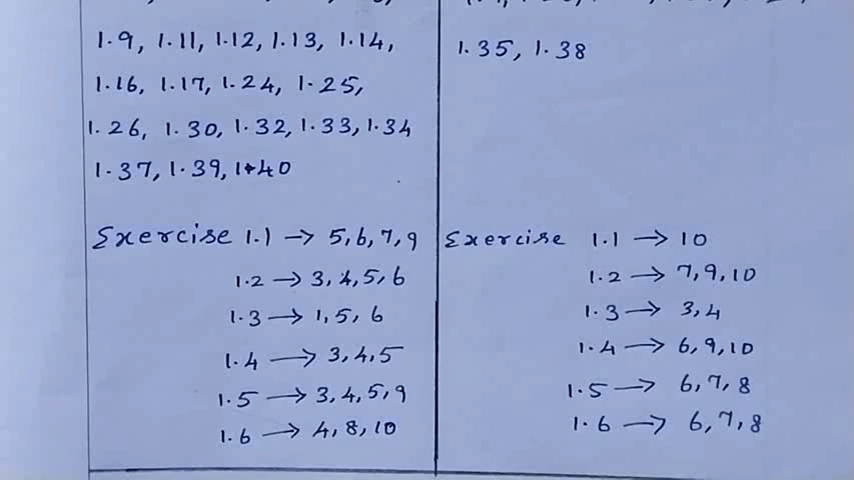 1.9, 1.11, 1.12, 1.13, 1.14,
1.16, 1.17, 1.24, 1.25,
1.26, 1.30, 1.32, 1.33, 1.34
1.37, 1.39, 1.40
Exercise 1.1 → 5, 6, 7, 9
1.2 → 3, 4, 5, 6
1.3 → 1, 5, 6
1.4 → 3, 4, 5
1.5 → 3, 4, 5, 9
1.6 → 4, 8, 10
1.35, 1.38
Exercise 1.1 → 10
1.2 → 7, 9, 10
1.3 → 3, 4
1.4 → 6, 9, 10
1.5 → 6, 7, 8
1.6 → 6, 7, 8